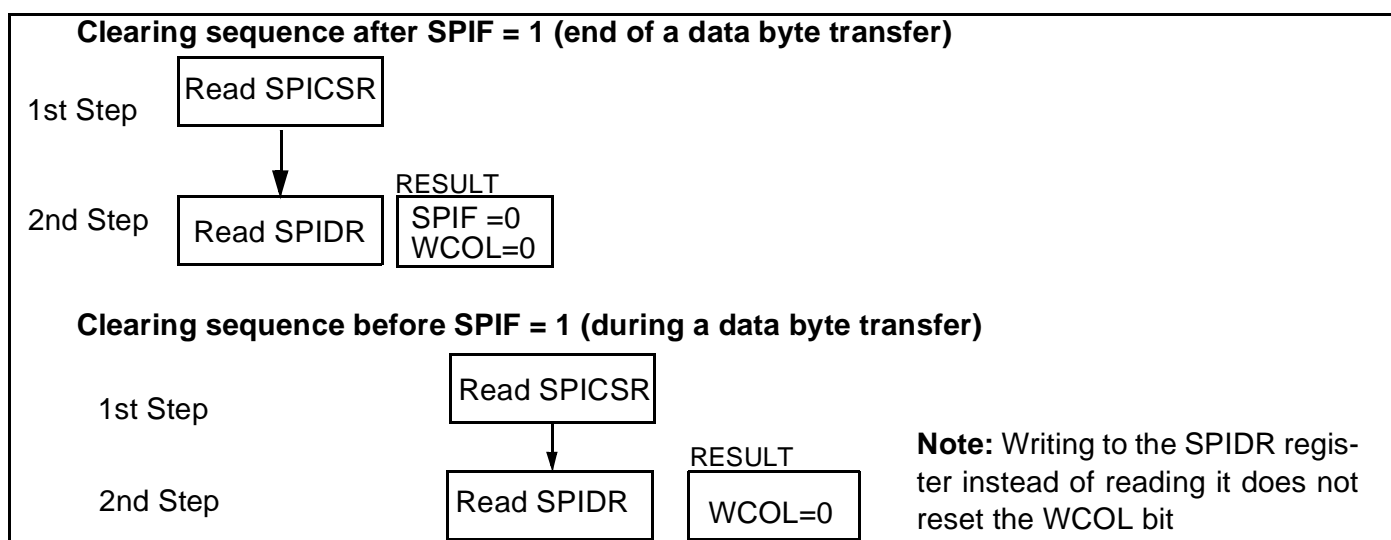 Clearing sequence after SPIF = 1 (end of a data byte transfer)
1st Step
Read SPICSR
2nd Step
Read SPIDR
RESULT
SPIF =0
WCOL=0
Clearing sequence before SPIF = 1 (during a data byte transfer)
1st Step
Read SPICSR
2nd Step
Read SPIDR
RESULT
WCOL=0
Note: Writing to the SPIDR regis-
ter instead of reading it does not
reset the WCOL bit